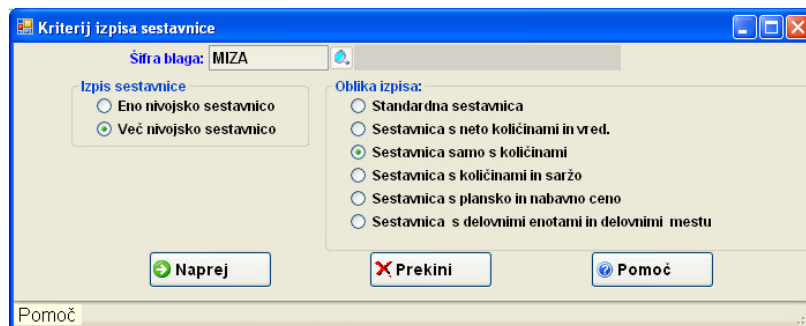 Kriterij izpisa sestavnice
Šifra blaga: MIZA
Izpis sestavnice
Eno nivojsko sestavnico
Več nivojsko sestavnico
Oblika izpisa:
Standardna sestavnica
Sestavnica s neto količinami in vred.
Sestavnica samo s količinami
Sestavnica s količinami in saržo
Sestavnica s plansko in nabavno ceno
Sestavnica s delovnimi enotami in delovnimi mestu
Naprej Prekini Pomoč
Pomoč